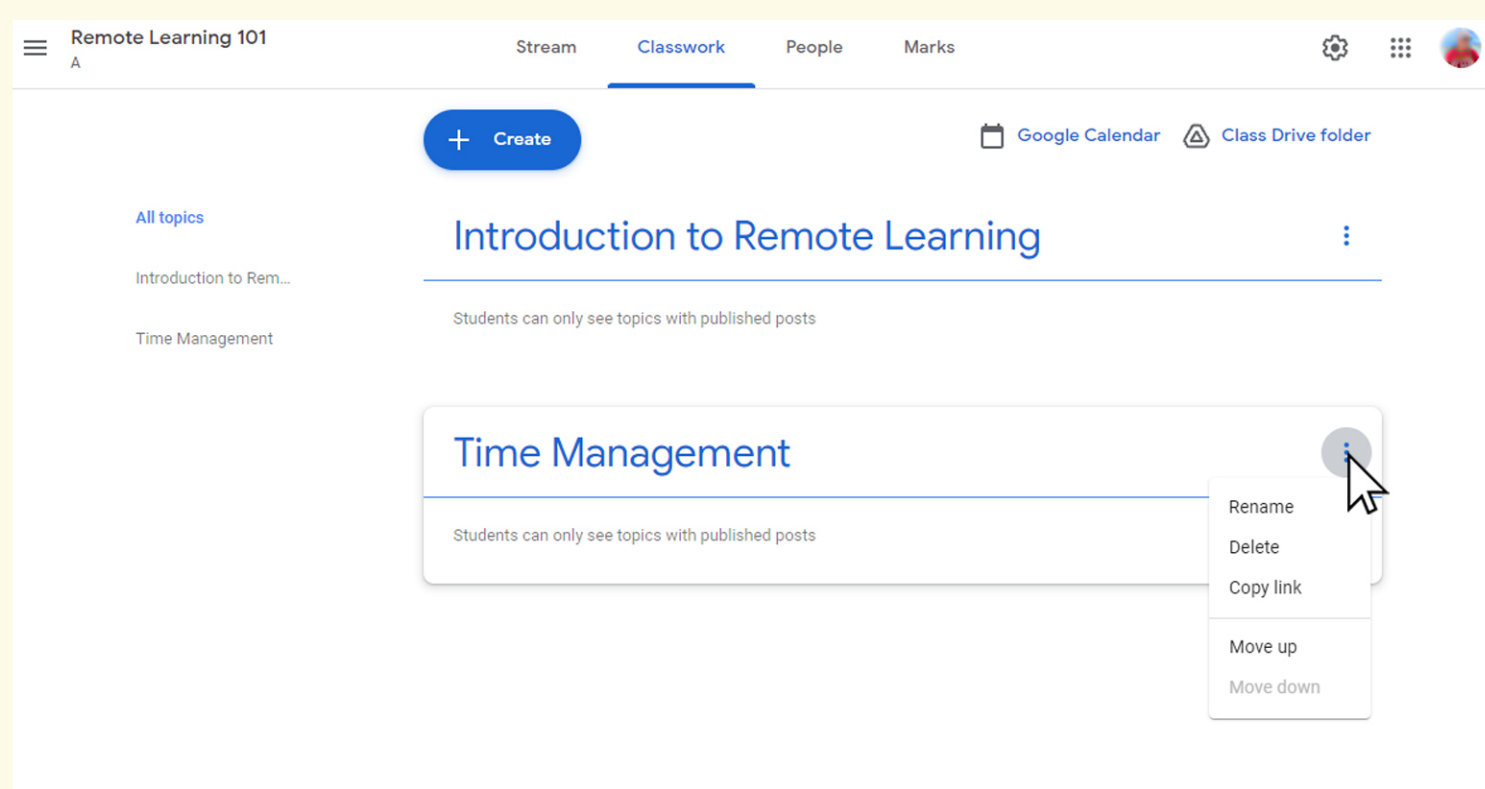 Remote Learning 101
A
Stream Classwork People Marks
Create
Google Calendar Class Drive folder
All topics
Introduction to Rem...
Time Management
Introduction to Remote Learning
Students can only see topics with published posts
Time Management
Students can only see topics with published posts
Rename
Delete
Copy link
Move up
Move down